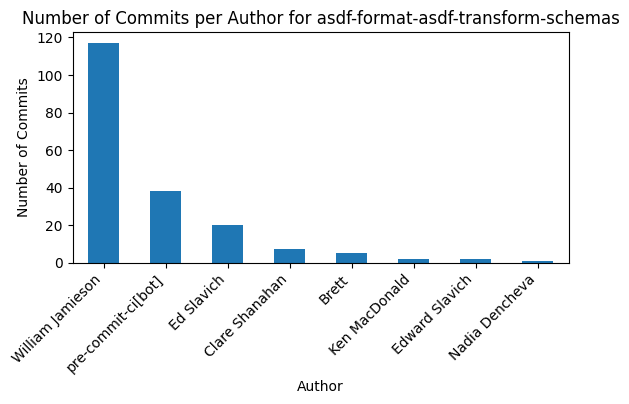 Number of Commits per Author for asdf-format-asdf-transform-schemas
Number of Commits
120
100
80
60
40
20
0
William Jamieson
pre-commit-ci[bot]
Ed Slavich
Clare Shanahan
Brett
Ken MacDonald
Edward Slavich
Nadia Dencheva
Author